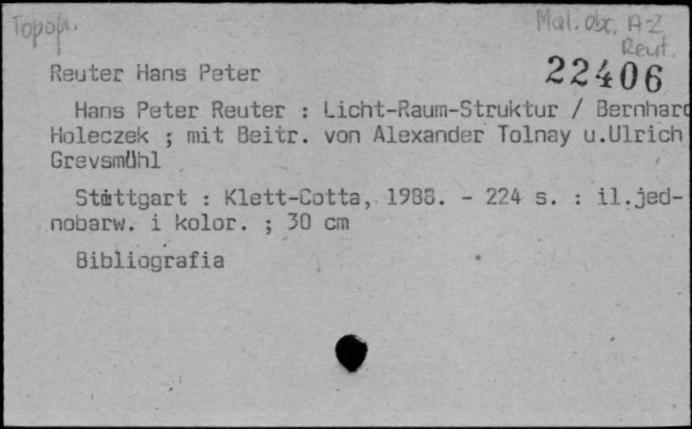 Topogr.
Mal. obc. A-Z
Reut.
22406
Reuter Hans Peter
Hans Peter Reuter : Licht-Raum-Struktur / Bernhard
Holeczek ; mit Beitr. von Alexander Tolnay u.Ulrich
Grevsmühl
Stuttgart : Klett-Cotta, 1988. - 224 s. : il.jed-
nobarw. i kolor. ; 30 cm
Bibliografia